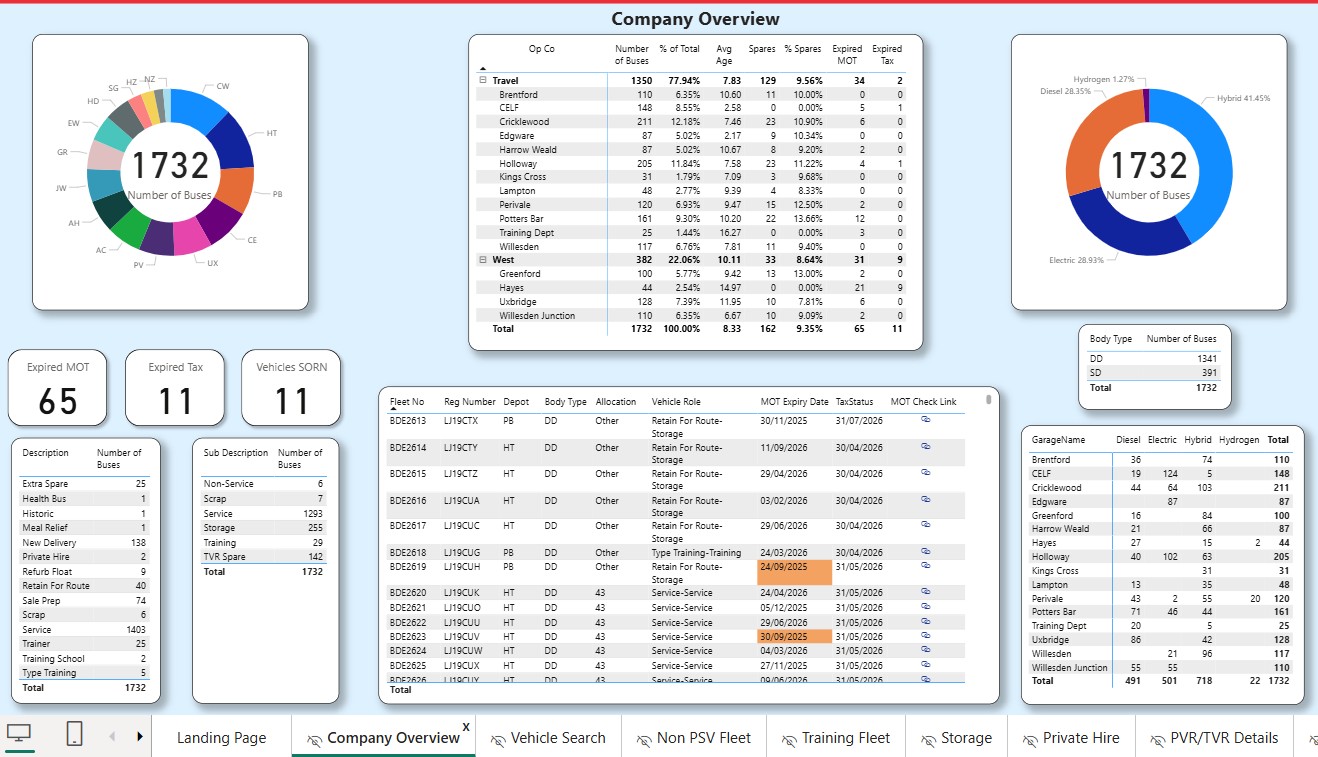 Company Overview
NZ
HZ
SG
HD
EW
GR
JW
AH
AC
PV
UX
CE
PB
HT
CW
1732
Number of Buses
Op Co Number of Buses % of Total Avg Age Spares % Spares Expired MOT Expired Tax
Travel 1350 77.94% 7.83 129 9.56% 34 2
Brentford 110 6.35% 10.60 11 10.00% 0 0
CELF 148 8.55% 2.58 0 0.00% 5 1
Cricklewood 211 12.18% 7.46 23 10.90% 6 0
Edgware 87 5.02% 2.17 9 10.34% 0 0
Harrow Weald 87 5.02% 10.67 8 9.20% 2 0
Holloway 205 11.84% 7.58 23 11.22% 4 1
Kings Cross 31 1.79% 7.09 3 9.68% 0 0
Lampton 48 2.77% 9.39 4 8.33% 0 0
Perivale 120 6.93% 9.47 15 12.50% 2 0
Potters Bar 161 9.30% 10.20 22 13.66% 12 0
Training Dept 25 1.44% 16.27 0 0.00% 3 0
Willesden 117 6.76% 7.81 11 9.40% 0 0
West 382 22.06% 10.11 33 8.64% 31 9
Greenford 100 5.77% 9.42 13 13.00% 2 0
Hayes 44 2.54% 14.97 0 0.00% 21 9
Uxbridge 128 7.39% 11.95 10 7.81% 6 0
Willesden Junction 110 6.35% 6.67 10 9.09% 2 0
Total 1732 100.00% 8.33 162 9.35% 65 11
Hydrogen 1.27%
Diesel 28.35%
Hybrid 41.45%
Electric 28.93%
1732
Number of Buses
Body Type Number of Buses
DD 1341
SD 391
Total 1732
Expired MOT
65
Expired Tax
11
Vehicles SORN
11
Description Number of Buses
Extra Spare 25
Health Bus 1
Historic 1
Meal Relief 1
New Delivery 138
Private Hire 2
Refurb Float 9
Retain For Route 40
Sale Prep 74
Scrap 6
Service 1403
Trainer 25
Training School 2
Type Training 5
Total 1732
Sub Description Number of Buses
Non-Service 6
Scrap 7
Service 1293
Storage 255
Training 29
TVR Spare 142
Total 1732
Fleet No Reg Number Depot Body Type Allocation Vehicle Role MOT Expiry Date TaxStatus MOT Check Link
BDE2613 LJ19CTX PB DD Other Retain For Route-Storage 30/11/2025 31/07/2026
BDE2614 LJ19CTY HT DD Other Retain For Route-Storage 11/09/2026 30/04/2026
BDE2615 LJ19CTZ HT DD Other Retain For Route-Storage 29/04/2026 30/04/2026
BDE2616 LJ19CUA HT DD Other Retain For Route-Storage 03/02/2026 30/04/2026
BDE2617 LJ19CUC HT DD Other Retain For Route-Storage 29/06/2026 30/04/2026
BDE2618 LJ19CUG PB DD Other Type Training-Training 24/03/2026 30/04/2026
BDE2619 LJ19CUH PB DD Other Retain For Route-Storage 24/09/2025 31/05/2026
BDE2620 LJ19CUK HT DD 43 Service-Service 24/04/2026 31/05/2026
BDE2621 LJ19CUO HT DD 43 Service-Service 05/12/2026 31/05/2026
BDE2622 LJ19CUU HT DD 43 Service-Service 29/06/2026 31/05/2026
BDE2623 LJ19CUV HT DD 43 Service-Service 30/09/2025 31/05/2026
BDE2624 LJ19CUW HT DD 43 Service-Service 04/03/2026 31/05/2026
BDE2625 LJ19CUX HT DD 43 Service-Service 27/11/2025 31/05/2026
BDE2626 LJ19CUY HT DD 43 Service-Service 09/06/2026 31/05/2026
Total
GarageName Diesel Electric Hybrid Hydrogen Total
Brentford 36 74 110
CELF 19 124 5 148
Cricklewood 44 64 103 211
Edgware 87 87
Greenford 16 84 100
Harrow Weald 21 66 87
Hayes 27 15 2 44
Holloway 40 102 63 205
Kings Cross 31 31
Lampton 13 35 48
Perivale 43 2 55 20 120
Potters Bar 71 46 44 161
Training Dept 20 5 25
Uxbridge 86 42 128
Willesden 21 96 117
Willesden Junction 55 55 110
Total 491 501 718 22 1732
Landing Page
Company Overview X
Vehicle Search
Non PSV Fleet
Training Fleet
Storage
Private Hire
PVR/TVR Details